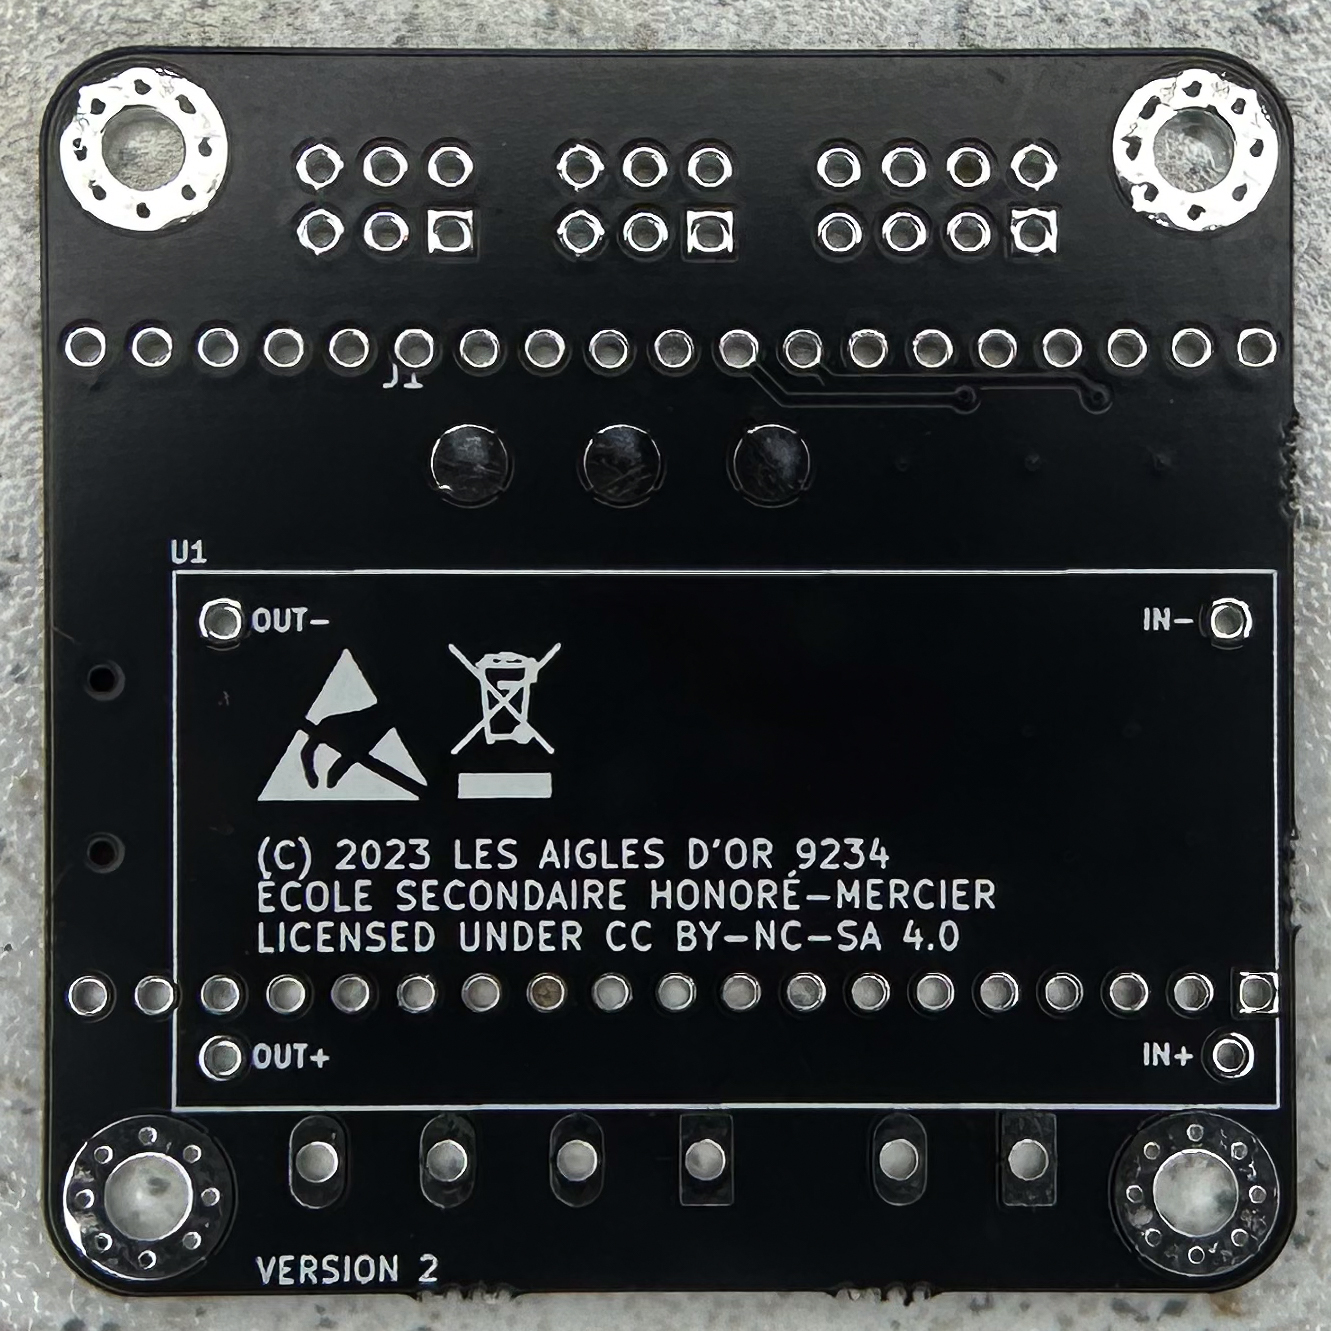 J1
U1
OUT- IN-
(C) 2023 LES AIGLES D'OR 9234
ÉCOLE SECONDAIRE HONORÉ-MERCIER
LICENSED UNDER CC BY-NC-SA 4.0
OUT+ IN+
VERSION 2